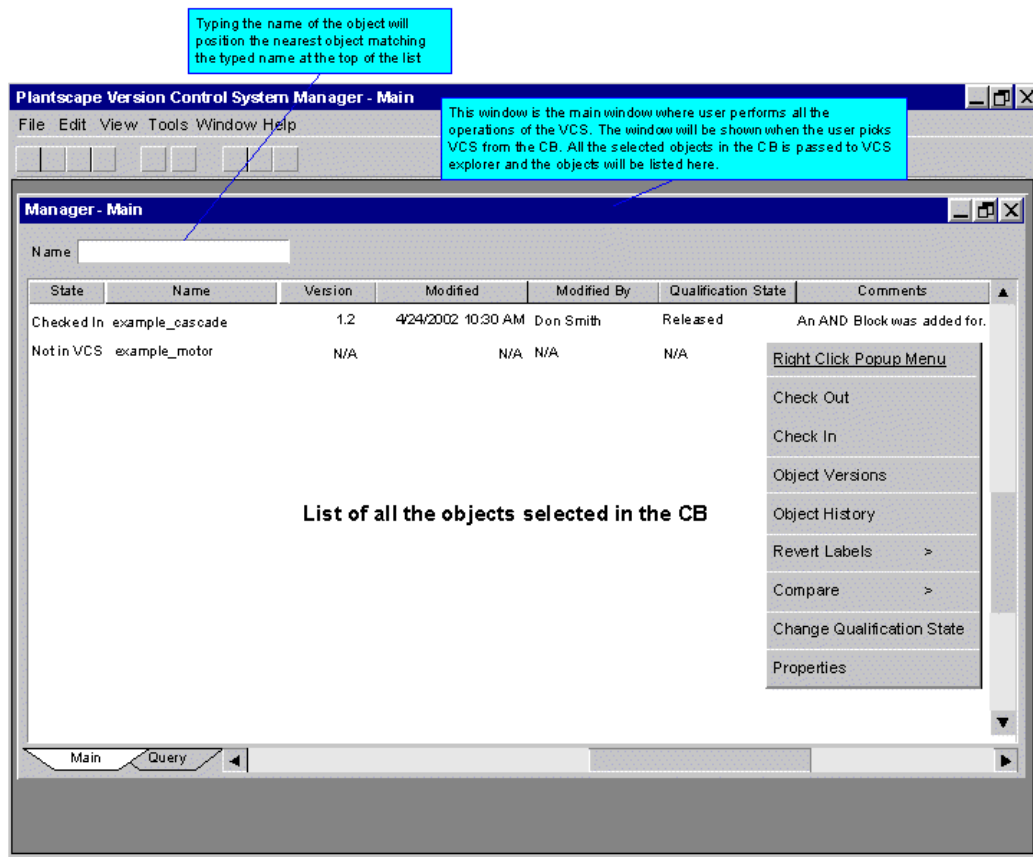 Typing the name of the object will
position the nearest object matching
the typed name at the top of the list
Plantscape Version Control System Manager - Main
This window is the main window where user performs all the
operations of the VCS. The window will be shown when the user picks
VCS from the CB. All the selected objects in the CB is passed to VCS
explorer and the objects will be listed here.
File Edit View Tools Window Help
Manager - Main
Name
State Name Version Modified Modified By Qualification State Comments
Checked In example_cascade 1.2 4/24/2002 10:30 AM Don Smith Released An AND Block was added for.
Not in VCS example_motor N/A N/A N/A N/A
Right Click Popup Menu
Check Out
Check In
Object Versions
List of all the objects selected in the CB
Object History
Revert Labels >
Compare >
Change Qualification State
Properties
Main Query